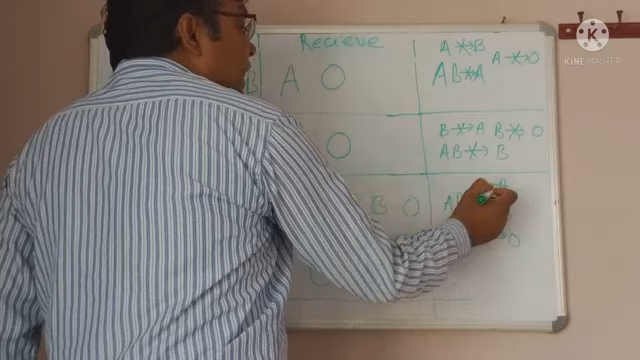 Recieve
A ↛ B
A ↛ O
AB ↛ A
B A O
B ↛ A B ↛ O
O
AB ↛ B
B O
O
K
KINEMASTER